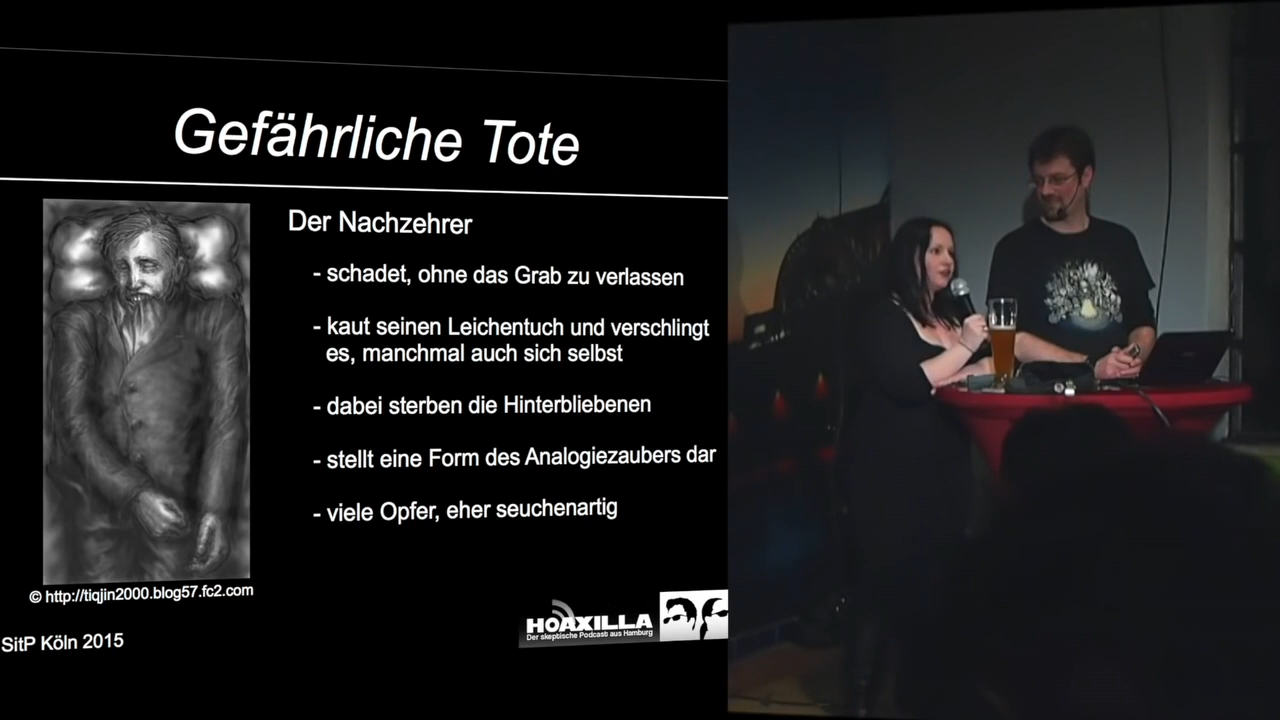 Gefährliche Tote
Der Nachzehrer
- schadet, ohne das Grab zu verlassen
- kaut seinen Leichentuch und verschlingt
es, manchmal auch sich selbst
- dabei sterben die Hinterbliebenen
- stellt eine Form des Analogiezaubers dar
- viele Opfer, eher seuchenartig
© http://tiqjin2000.blog57.fc2.com
HOAXILLA
Der skeptische Podcast aus Hamburg
SitP Köln 2015